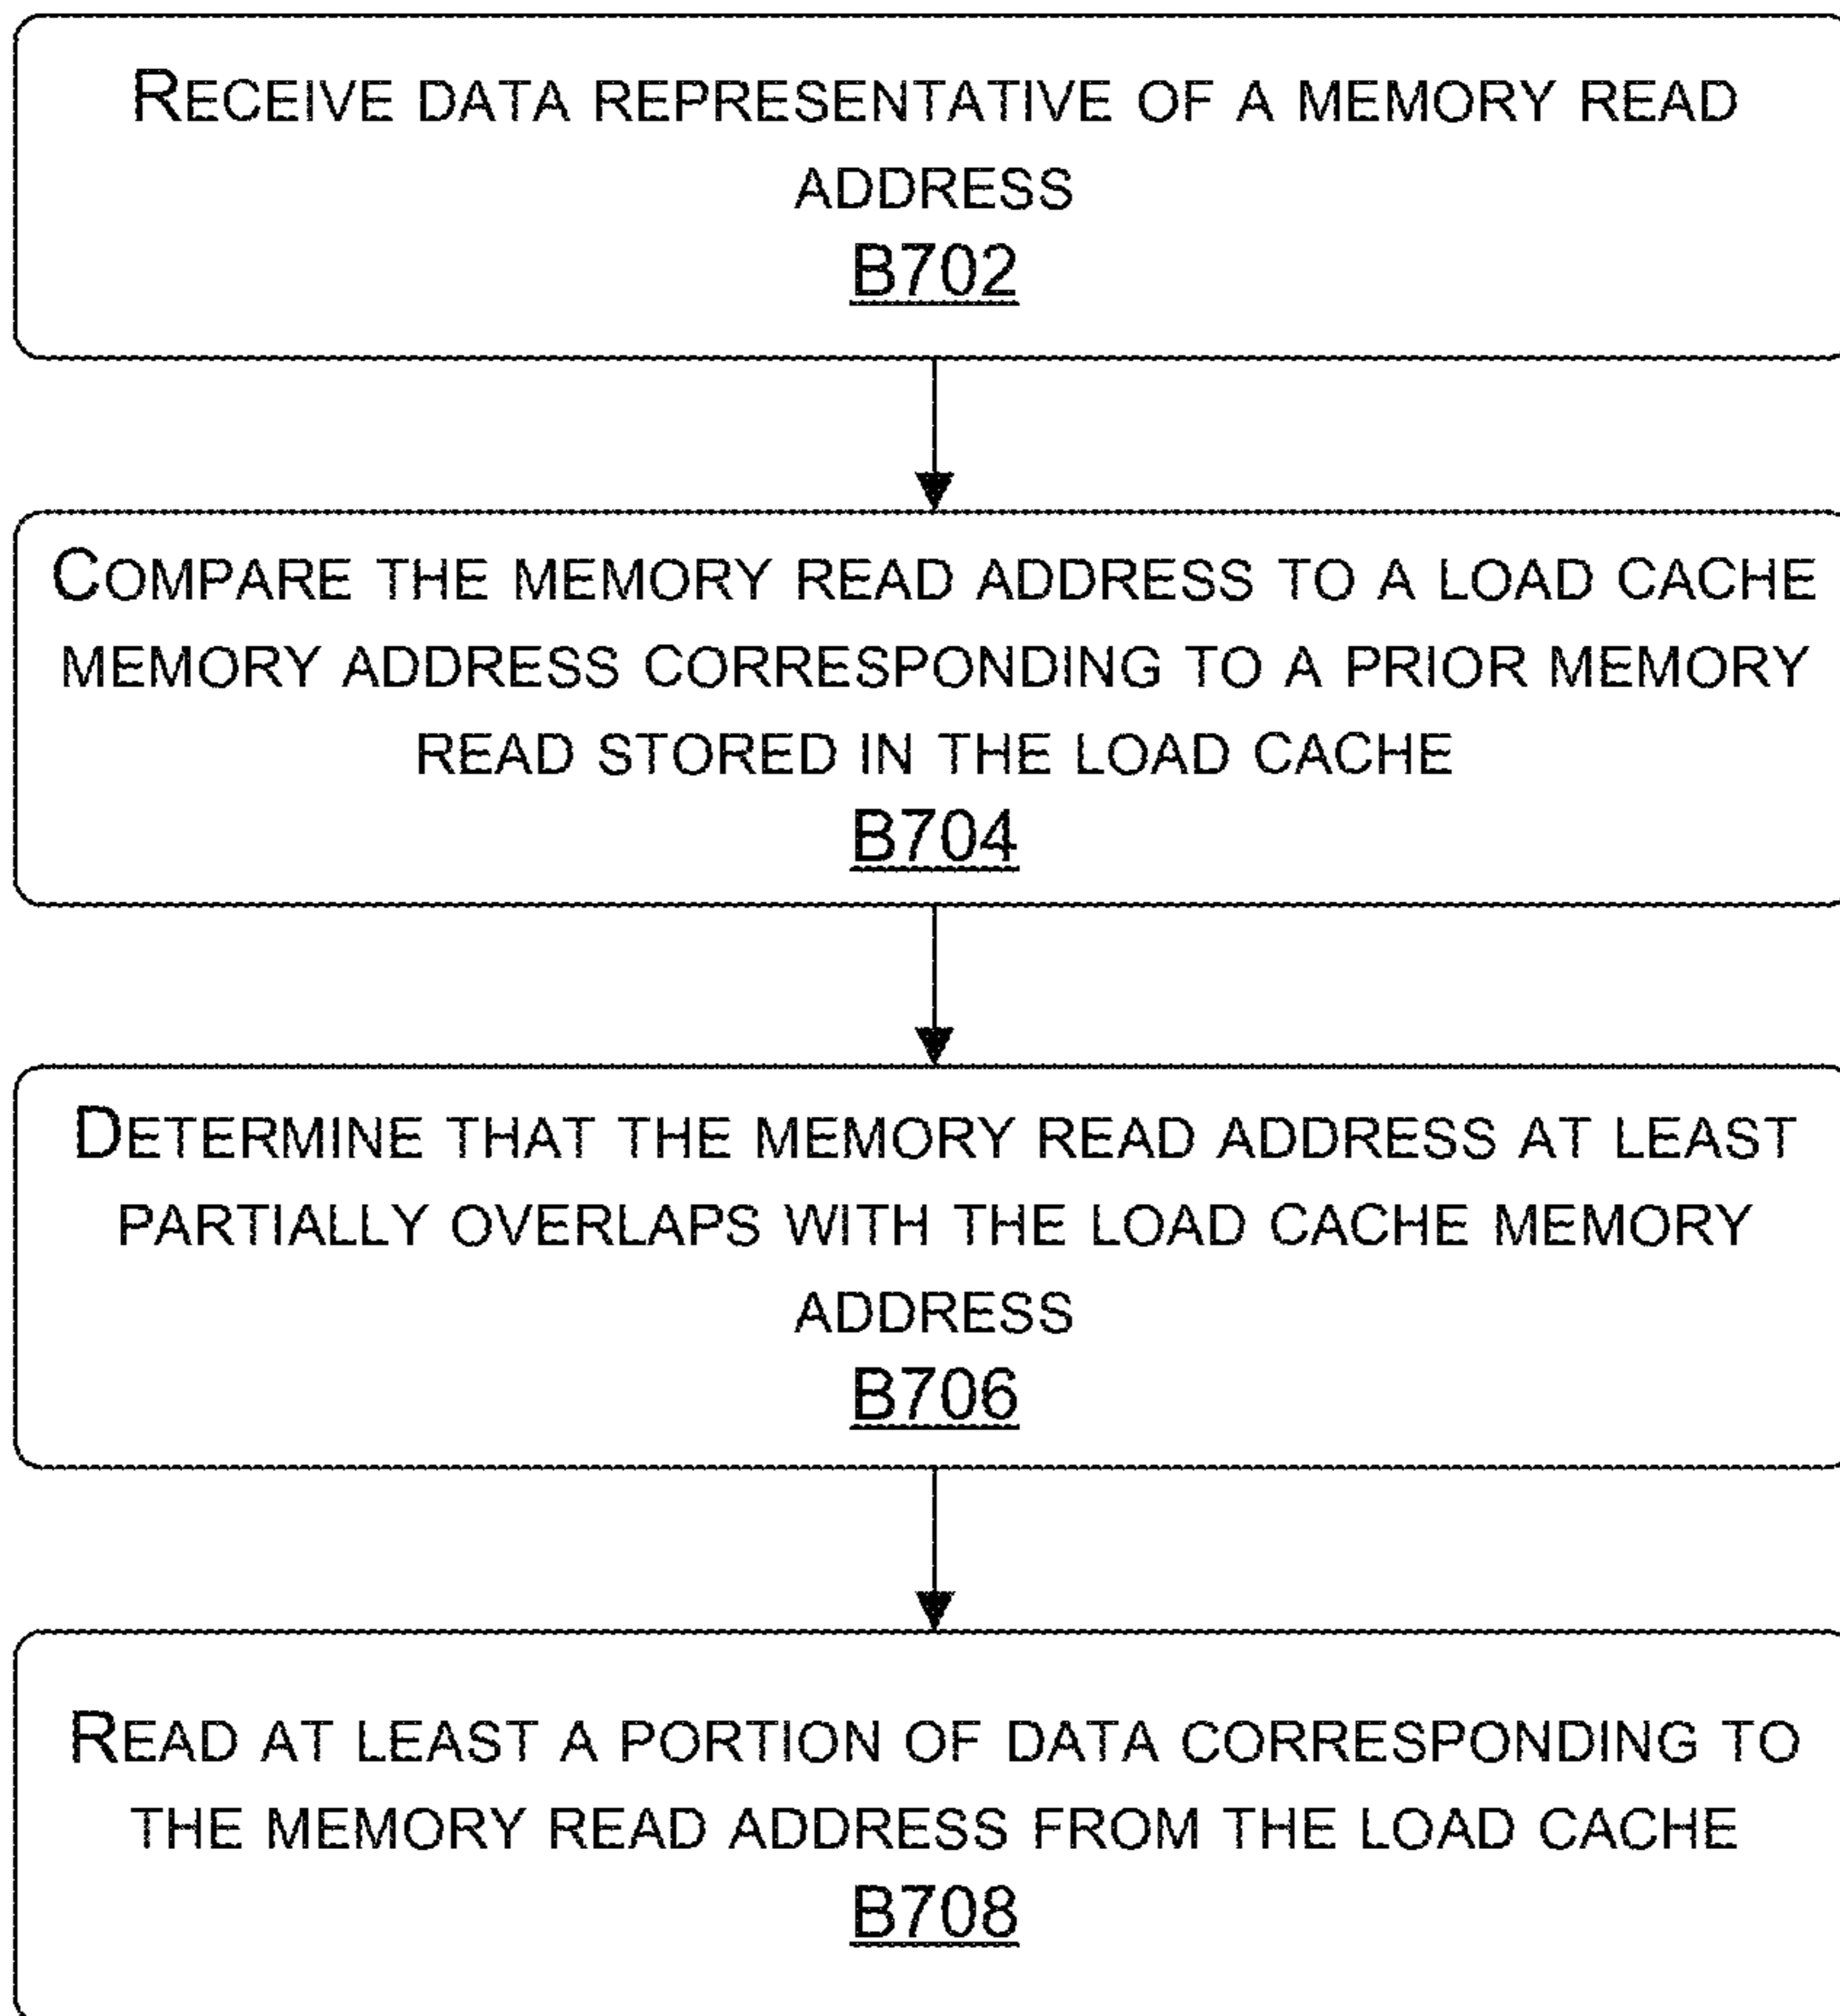 RECEIVE DATA REPRESENTATIVE OF A MEMORY READ
ADDRESS
B702
COMPARE THE MEMORY READ ADDRESS TO A LOAD CACHE
MEMORY ADDRESS CORRESPONDING TO A PRIOR MEMORY
READ STORED IN THE LOAD CACHE
B704
DETERMINE THAT THE MEMORY READ ADDRESS AT LEAST
PARTIALLY OVERLAPS WITH THE LOAD CACHE MEMORY
ADDRESS
B706
READ AT LEAST A PORTION OF DATA CORRESPONDING TO
THE MEMORY READ ADDRESS FROM THE LOAD CACHE
B708